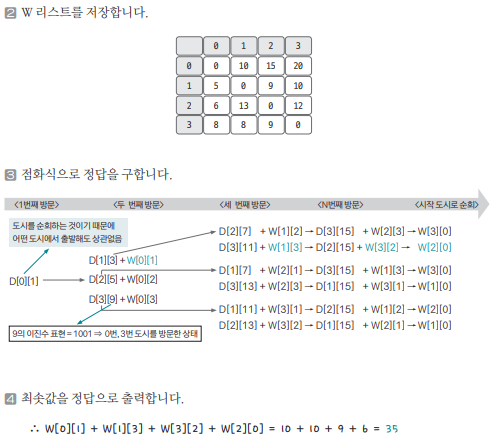 2 W 리스트를 저장합니다.
0 1 2 3
0 0 10 15 20
1 5 0 9 10
2 6 13 0 12
3 8 8 9 0
3 점화식으로 정답을 구합니다.
<1번째 방문> <두 번째 방문> <세 번째 방문> <N번째 방문> <시작 도시로 순회>
도시를 순회하는 것이기 때문에
어떤 도시에서 출발해도 상관없음
D[2][7] + W[1][2] → D[3][15] + W[2][3] → W[3][0]
D[3][11] + W[1][3] → D[2][15] + W[3][2] → W[2][0]
D[1][3] + W[0][1]
D[0][1]
D[2][5] + W[0][2]
D[1][7] + W[2][1] → D[3][15] + W[1][3] → W[3][0]
D[3][13] + W[2][3] → D[1][15] + W[3][1] → W[1][0]
D[3][9] + W[0][3]
D[1][11] + W[3][1] → D[2][15] + W[1][2] → W[2][0]
D[2][13] + W[3][2] → D[1][15] + W[2][1] → W[1][0]
9의 이진수 표현 = 1001 ⇒ 0번, 3번 도시를 방문한 상태
4 최솟값을 정답으로 출력합니다.
∴ W[0][1] + W[1][3] + W[3][2] + W[2][0] = 10 + 10 + 9 + 6 = 35